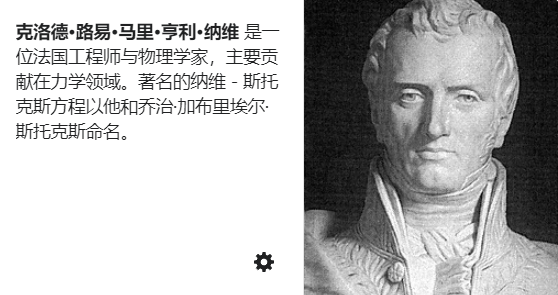 克洛德·路易·马里·亨利·纳维 是一
位法国工程师与物理学家，主要贡
献在力学领域。著名的纳维－斯托
克斯方程以他和乔治·加布里埃尔·
斯托克斯命名。